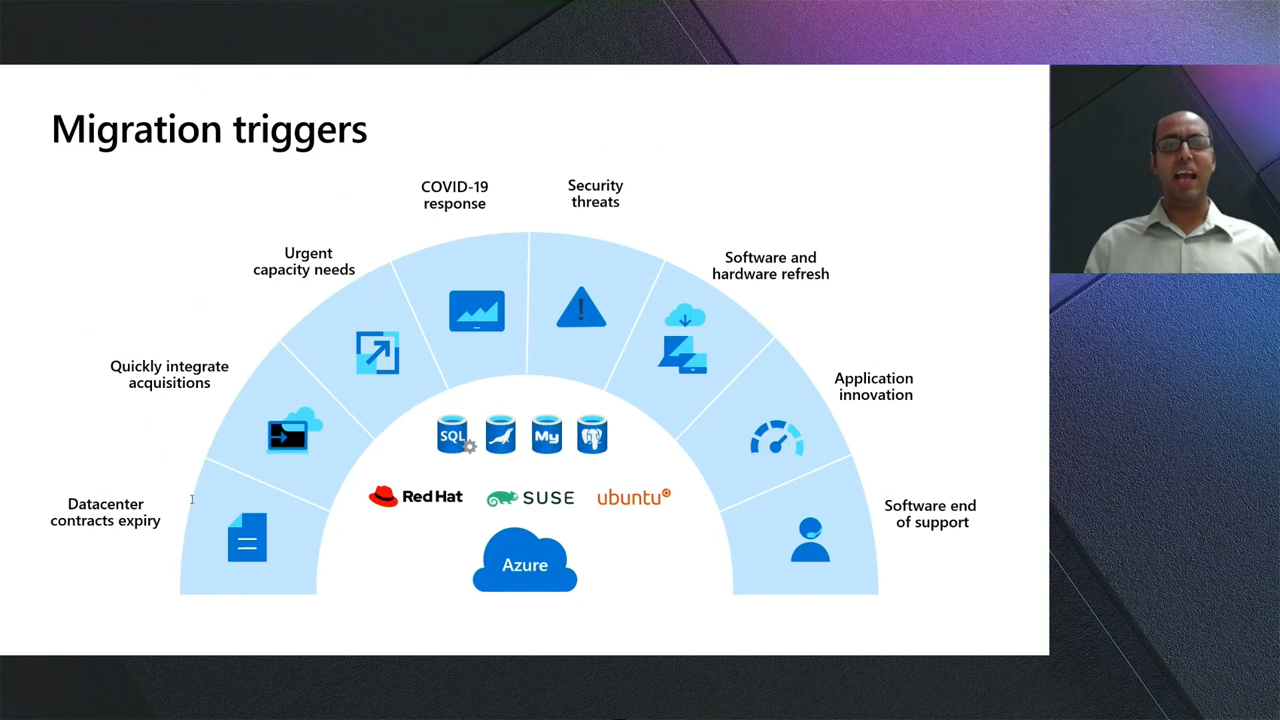 Migration triggers
COVID-19
response
Security
threats
Urgent
capacity needs
Software and
hardware refresh
Quickly integrate
acquisitions
Application
innovation
SQL
My
Red Hat
SUSE
ubuntu
Datacenter
contracts expiry
Software end
of support
Azure